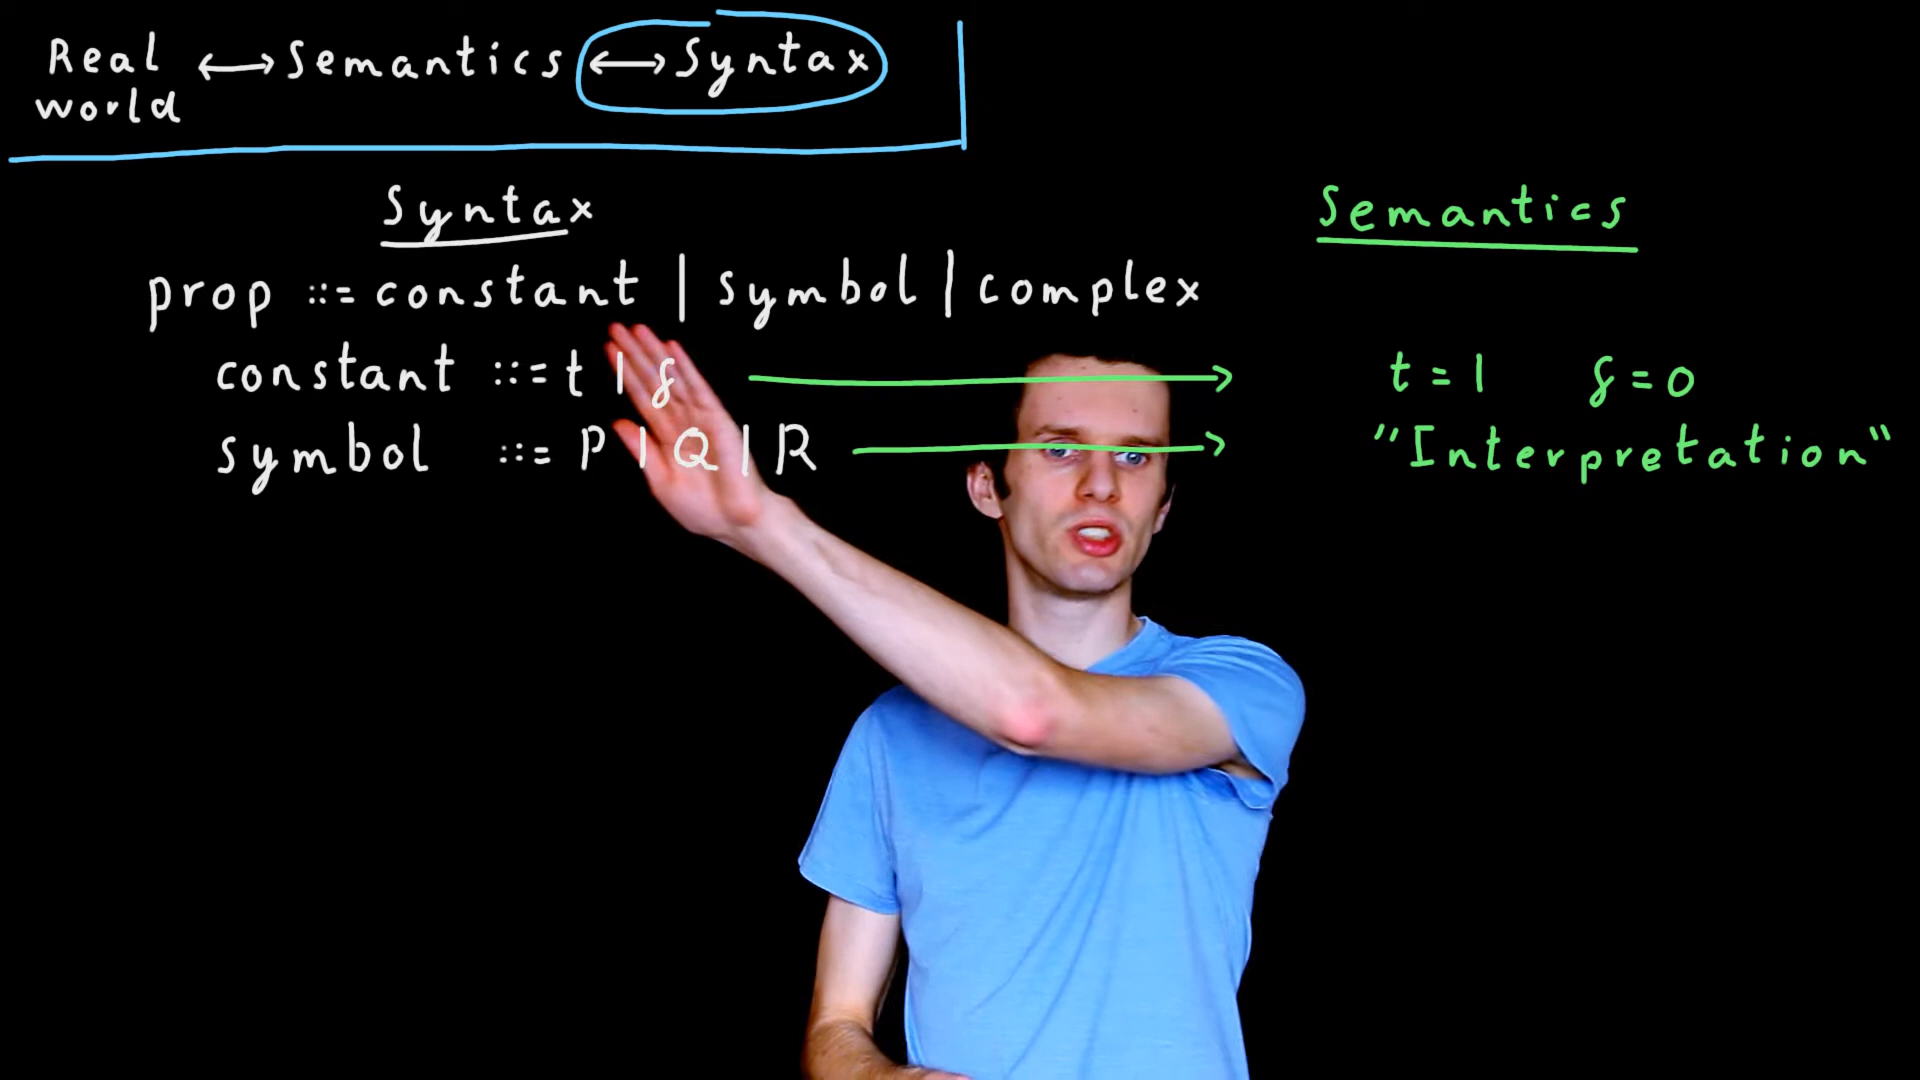 Real ⟷ Semantics ⟷ Syntax
world
Syntax
Semantics
prop ::= constant | symbol | complex
constant ::= t | f → t = 1 f = 0
symbol ::= P | Q | R → "Interpretation"